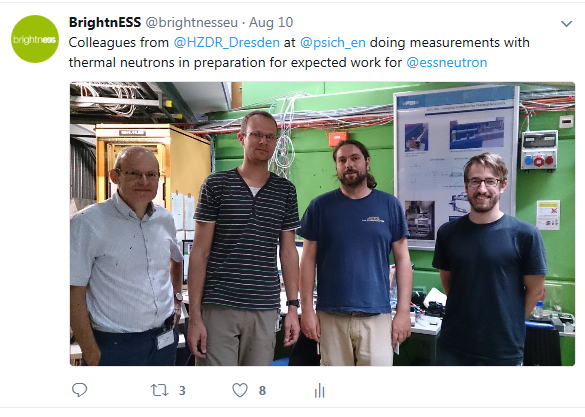 brightness
BrightnESS @brightnesseu · Aug 10
Colleagues from @HZDR_Dresden at @psich_en doing measurements with
thermal neutrons in preparation for expected work for @essneutron
3
8